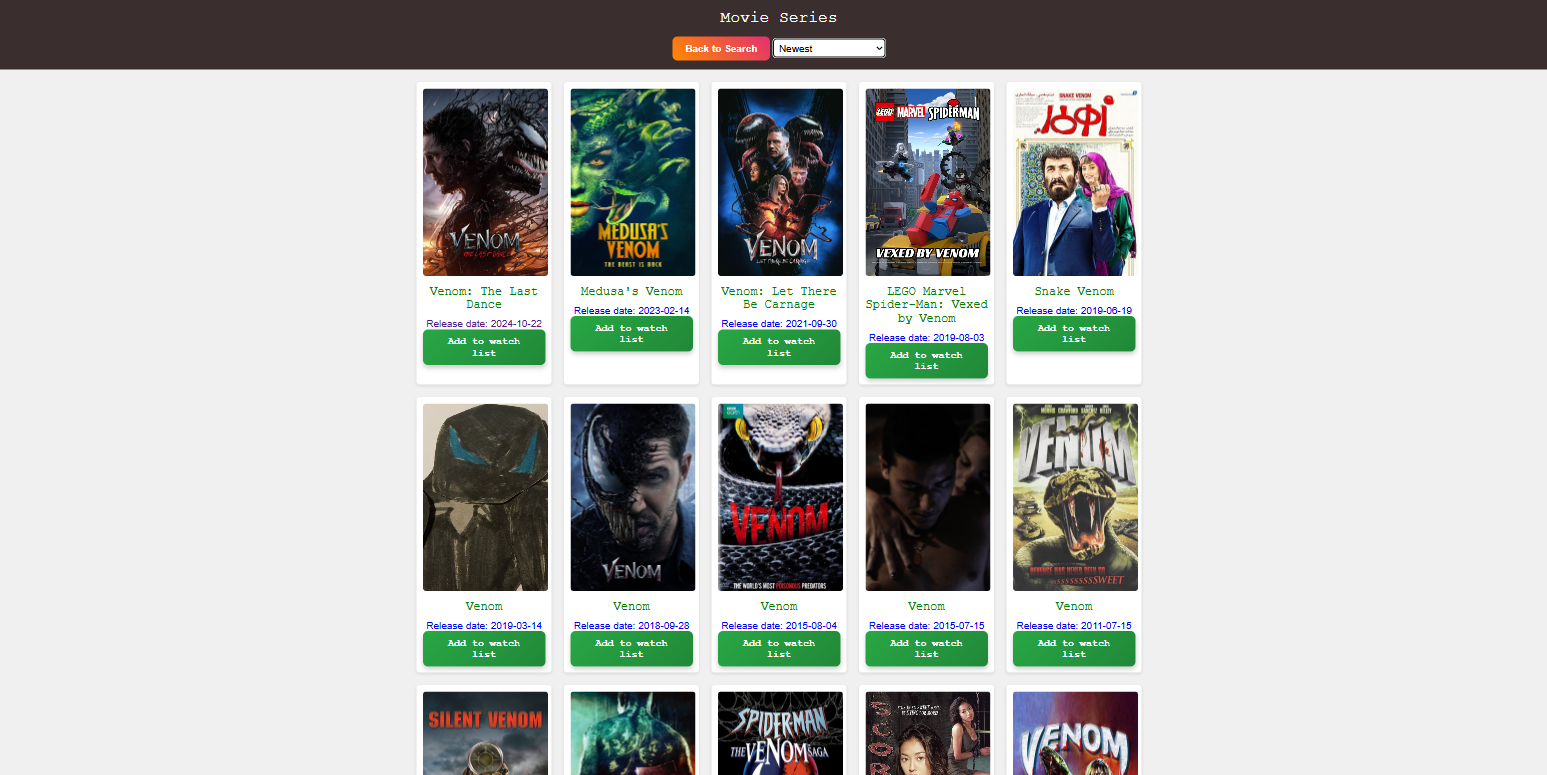 Movie Series
Back to Search
Newest
VENOM
THE LAST DANCE
Venom: The Last
Dance
Release date: 2024-10-22
Add to watch
list
MEDUSA'S
VENOM
THE BEAST IS BACK
Medusa's Venom
Release date: 2023-02-14
Add to watch
list
VENOM
LET THERE BE CARNAGE
Venom: Let There
Be Carnage
Release date: 2021-09-30
Add to watch
list
LEGO MARVEL SPIDER-MAN
VEXED BY VENOM
LEGO Marvel
Spider-Man: Vexed
by Venom
Release date: 2019-08-03
Add to watch
list
SNAKE VENOM
Snake Venom
Release date: 2019-06-19
Add to watch
list
Venom
Release date: 2019-03-14
Add to watch
list
VENOM
Venom
Release date: 2018-09-28
Add to watch
list
VENOM
THE WORLD'S MOST POISONOUS PREDATORS
Venom
Release date: 2015-08-04
Add to watch
list
Venom
Release date: 2015-07-15
Add to watch
list
VENOM
Venom
Release date: 2011-07-15
Add to watch
list
SILENT VENOM
SPIDER-MAN
THE VENOM SAGA
SCOR
VENOM